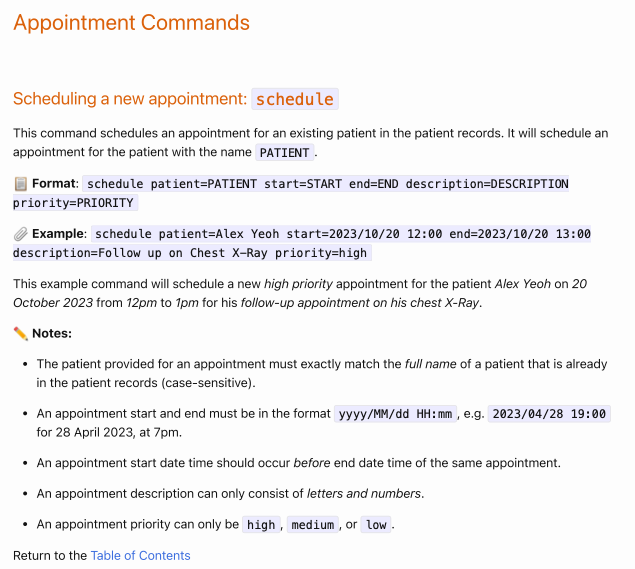 Appointment Commands
Scheduling a new appointment: schedule
This command schedules an appointment for an existing patient in the patient records. It will schedule an
appointment for the patient with the name PATIENT.
Format: schedule patient=PATIENT start=START end=END description=DESCRIPTION
priority=PRIORITY
Example: schedule patient=Alex Yeoh start=2023/10/20 12:00 end=2023/10/20 13:00
description=Follow up on Chest X-Ray priority=high
This example command will schedule a new high priority appointment for the patient Alex Yeoh on 20
October 2023 from 12pm to 1pm for his follow-up appointment on his chest X-Ray.
Notes:
• The patient provided for an appointment must exactly match the full name of a patient that is already
in the patient records (case-sensitive).
• An appointment start and end must be in the format yyyy/MM/dd HH:mm, e.g. 2023/04/28 19:00
for 28 April 2023, at 7pm.
• An appointment start date time should occur before end date time of the same appointment.
• An appointment description can only consist of letters and numbers.
• An appointment priority can only be high, medium, or low.
Return to the Table of Contents